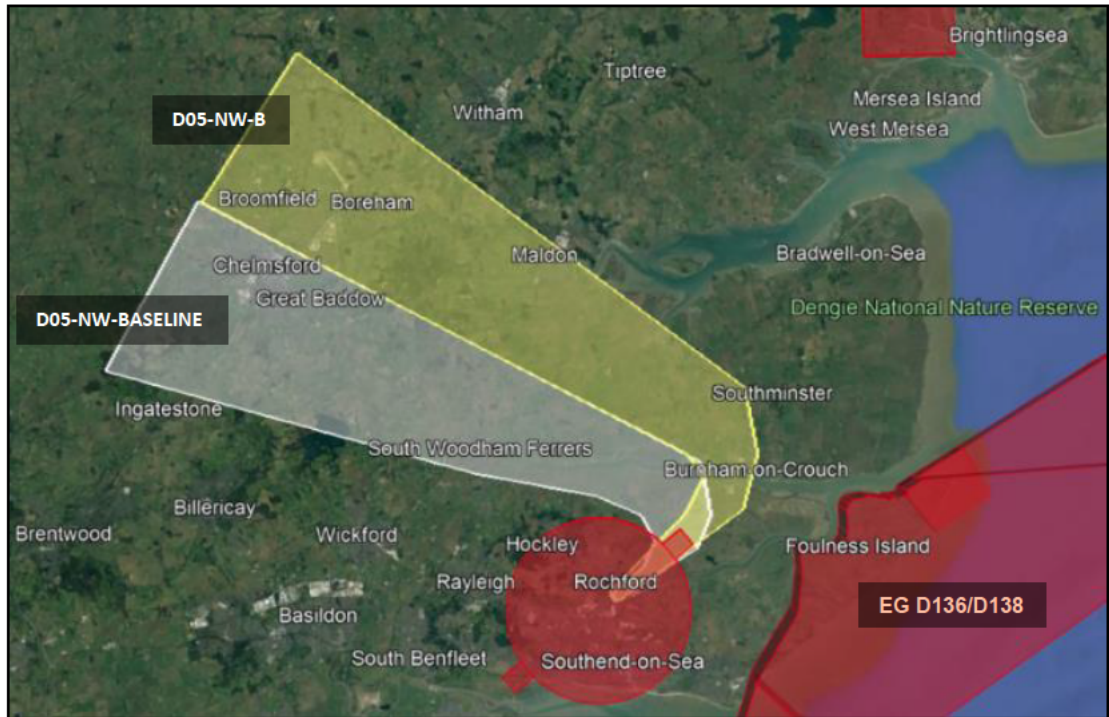 Brightlingsea
Tiptree
Mersea Island
Witham
D05-NW-B
West Mersea
Broomfield
Boreham
Maldon
Bradwell-on-Sea
Chelmsford
Great Baddow
Dengie National Nature Reserve
D05-NW-BASELINE
Southminster
Ingatestone
South Woodham Ferrers
Burnham-on-Crouch
Billericay
Brentwood
Wickford
Hockley
Foulness Island
Rayleigh
Rochford
EG D136/D138
Basildon
South Benfleet
Southend-on-Sea